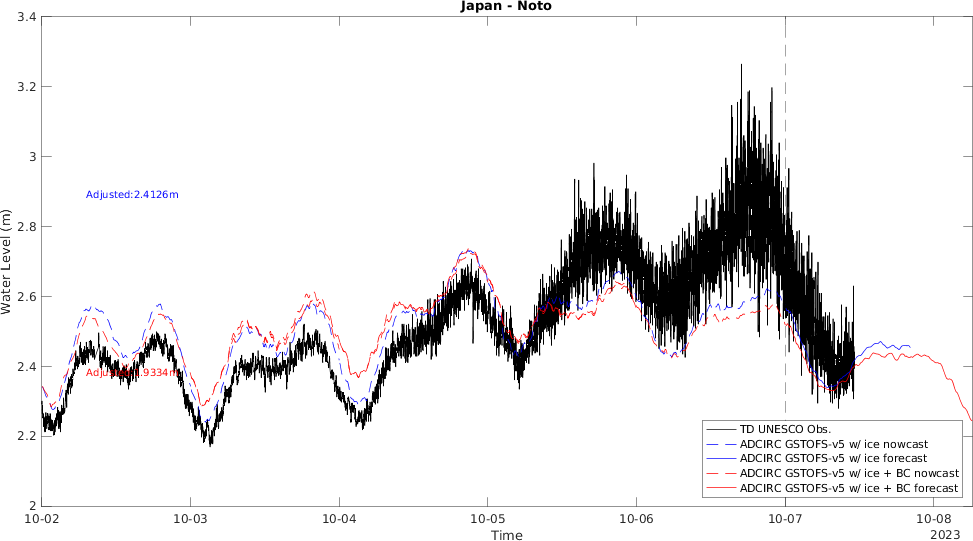 Japan - Noto
3.4
3.2
3
2.8
2.6
2.4
2.2
2
Water Level (m)
Adjusted:2.4126m
10-02
10-03
10-04
10-05
10-06
10-07
10-08
Time
2023
TD UNESCO Obs.
ADCIRC GSTOFS-v5 w/ ice nowcast
ADCIRC GSTOFS-v5 w/ ice forecast
ADCIRC GSTOFS-v5 w/ ice + BC nowcast
ADCIRC GSTOFS-v5 w/ ice + BC forecast